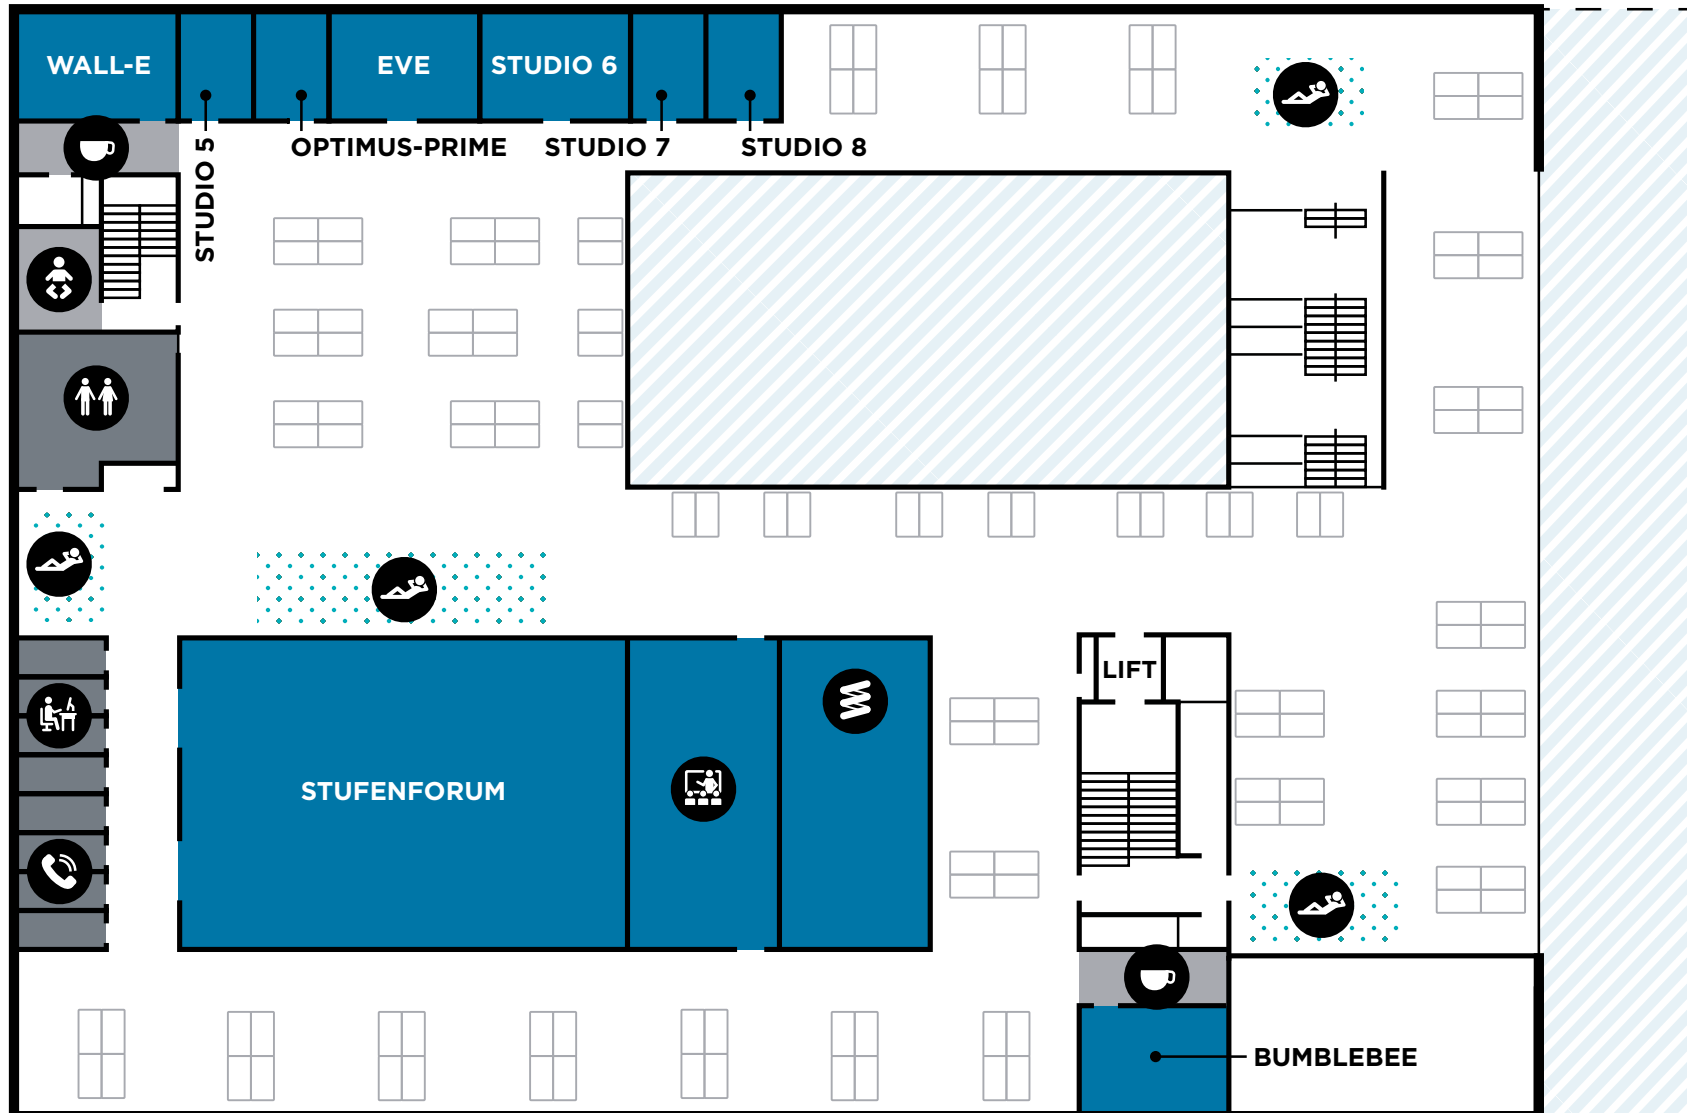 WALL-E
EVE
STUDIO 6
STUDIO 5
OPTIMUS-PRIME
STUDIO 7
STUDIO 8
LIFT
STUFENFORUM
BUMBLEBEE